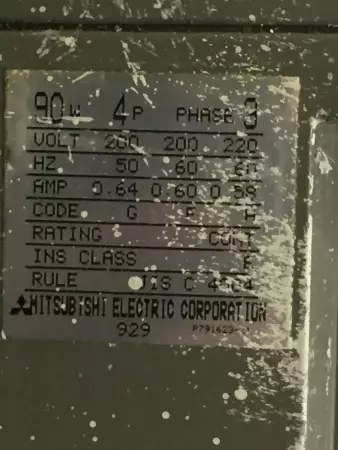 90W 4P PHASE 3
VOLT 200 200 220
HZ 50 60 60
AMP 0.64 0.60 0.59
CODE G F H
RATING CONT
INS CLASS F
RULE JIS C 4004
MITSUBISHI ELECTRIC CORPORATION
929